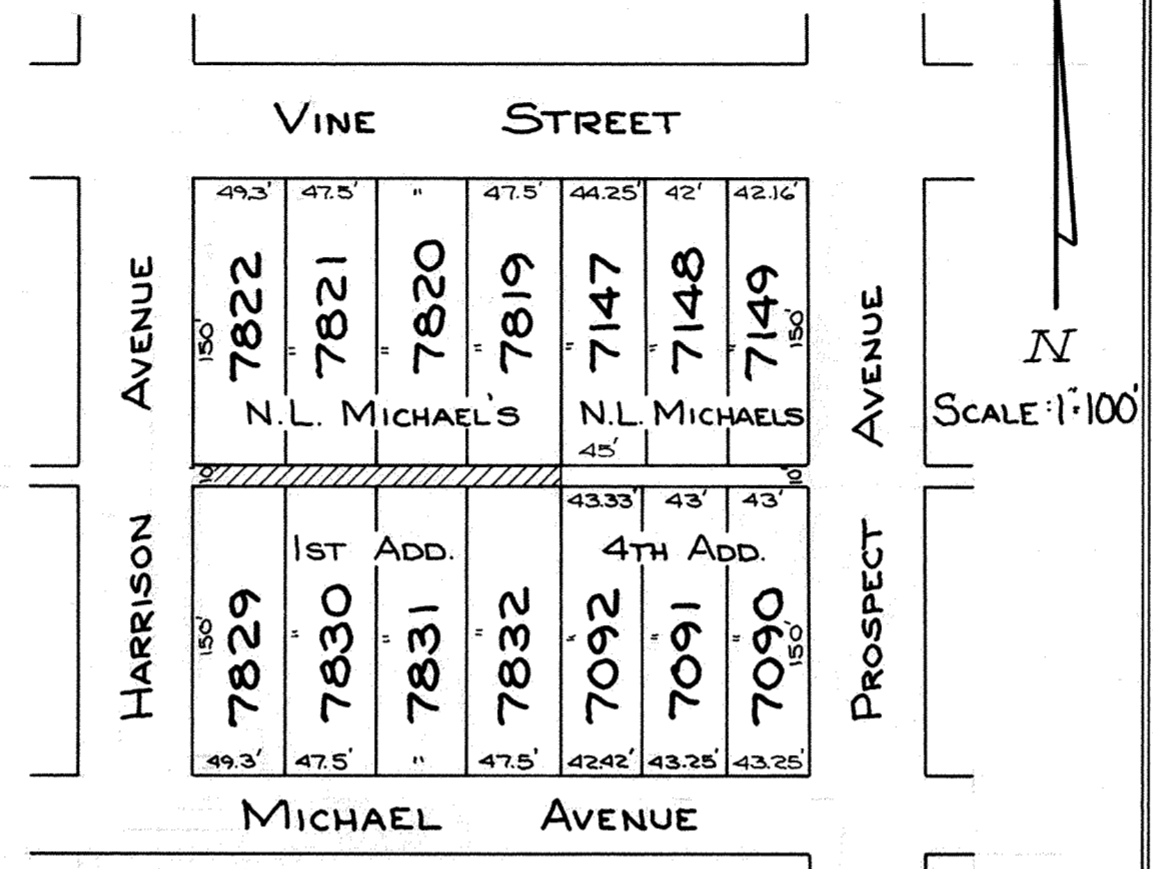 VINE STREET
49.3' 47.5' " 47.5' 44.25' 42' 42.16'
7822 7821 7820 7819 7147 7148 7149
150' " " " " " " 150'
N.L. MICHAEL'S N.L. MICHAELS
45'
10' 10'
43.33' 43' 43'
1ST ADD. 4TH ADD.
7829 7830 7831 7832 7092 7091 7090
150' " " " " " " 150'
49.3' 47.5' " 47.5' 42.42' 43.25' 43.25'
MICHAEL AVENUE
HARRISON AVENUE
PROSPECT AVENUE
N
SCALE: 1"=100'